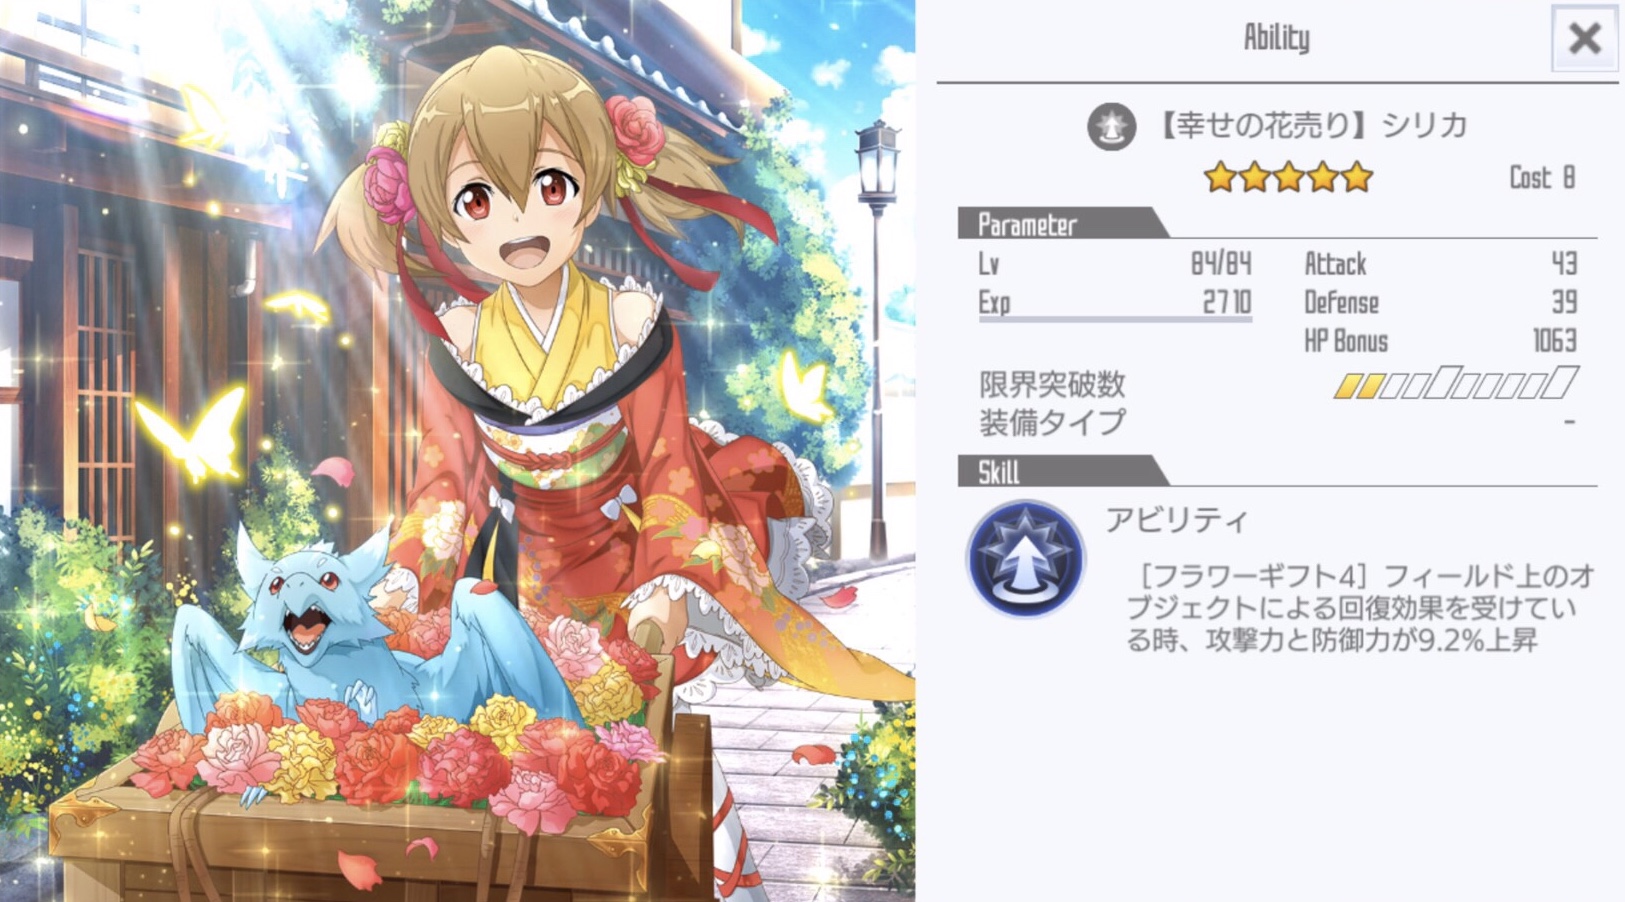 Ability
【幸せの花売り】シリカ
Cost 8
Parameter
Lv 84/84
Attack 43
Exp 2710
Defense 39
HP Bonus 1063
限界突破数
装備タイプ -
Skill
アビリティ
［フラワーギフト4］フィールド上のオ
ブジェクトによる回復効果を受けてい
る時、攻撃力と防御力が9.2%上昇